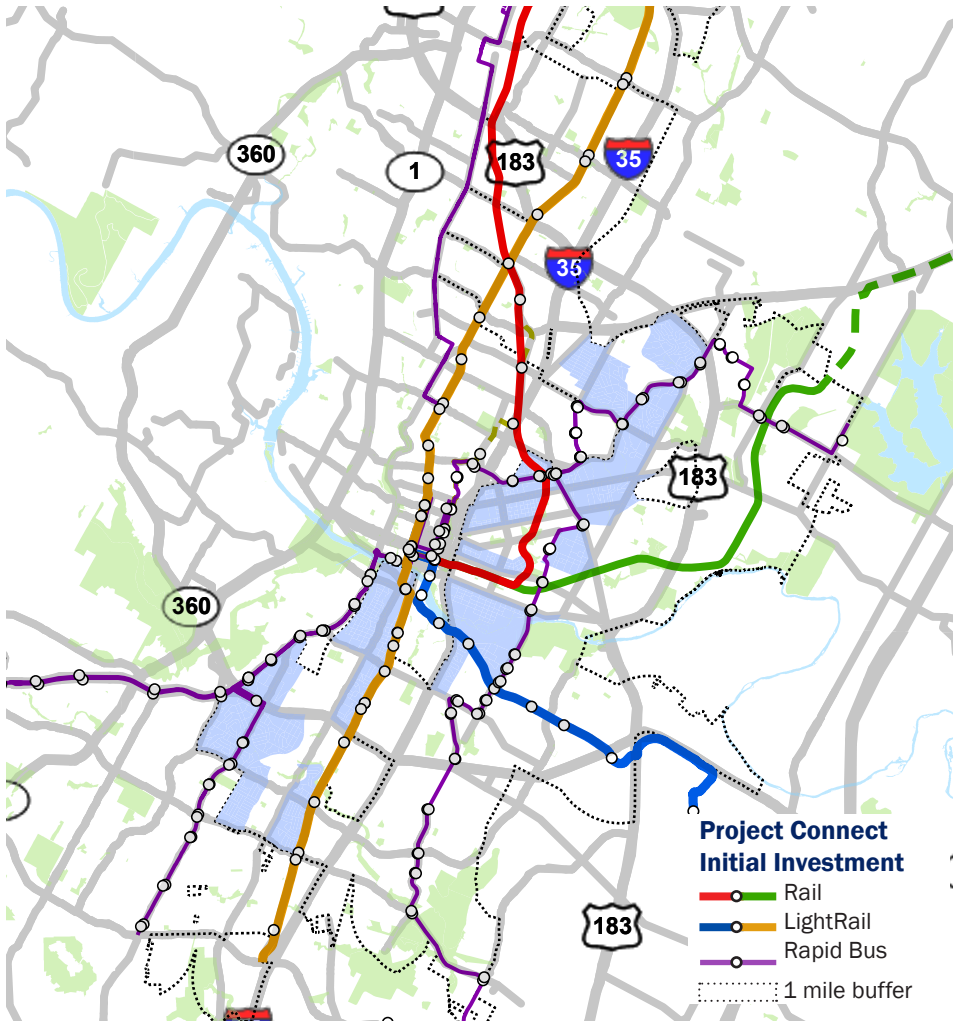 360
1
183
35
35
183
360
183
Project Connect
Initial Investment
Rail
LightRail
Rapid Bus
1 mile buffer